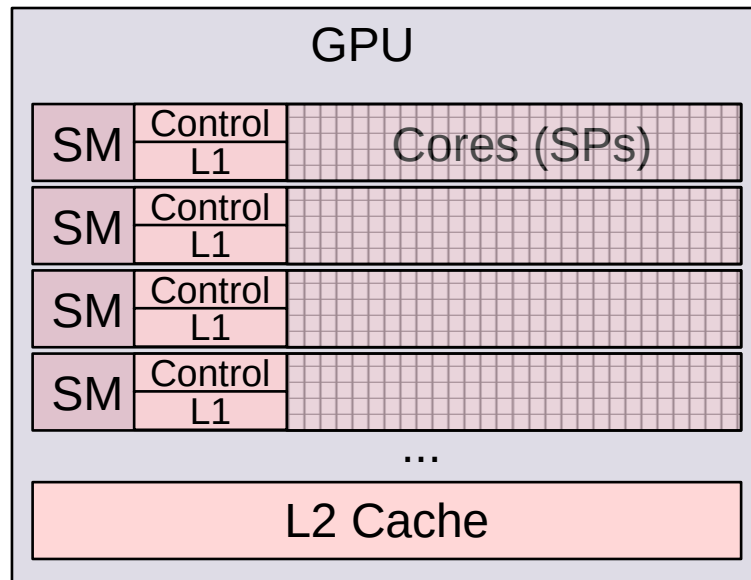 GPU
SM
Control
L1
Cores (SPs)
SM
Control
L1
SM
Control
L1
SM
Control
L1
...
L2 Cache